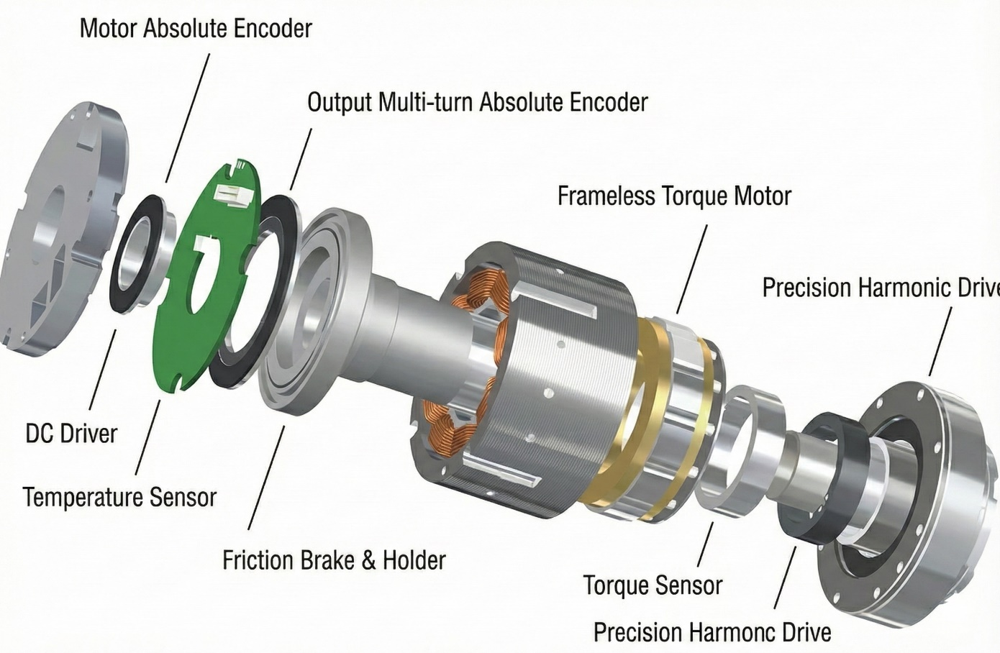 Motor Absolute Encoder
Output Multi-turn Absolute Encoder
Frameless Torque Motor
Precision Harmonic Drive
DC Driver
Temperature Sensor
Friction Brake & Holder
Torque Sensor
Precision Harmonc Drive